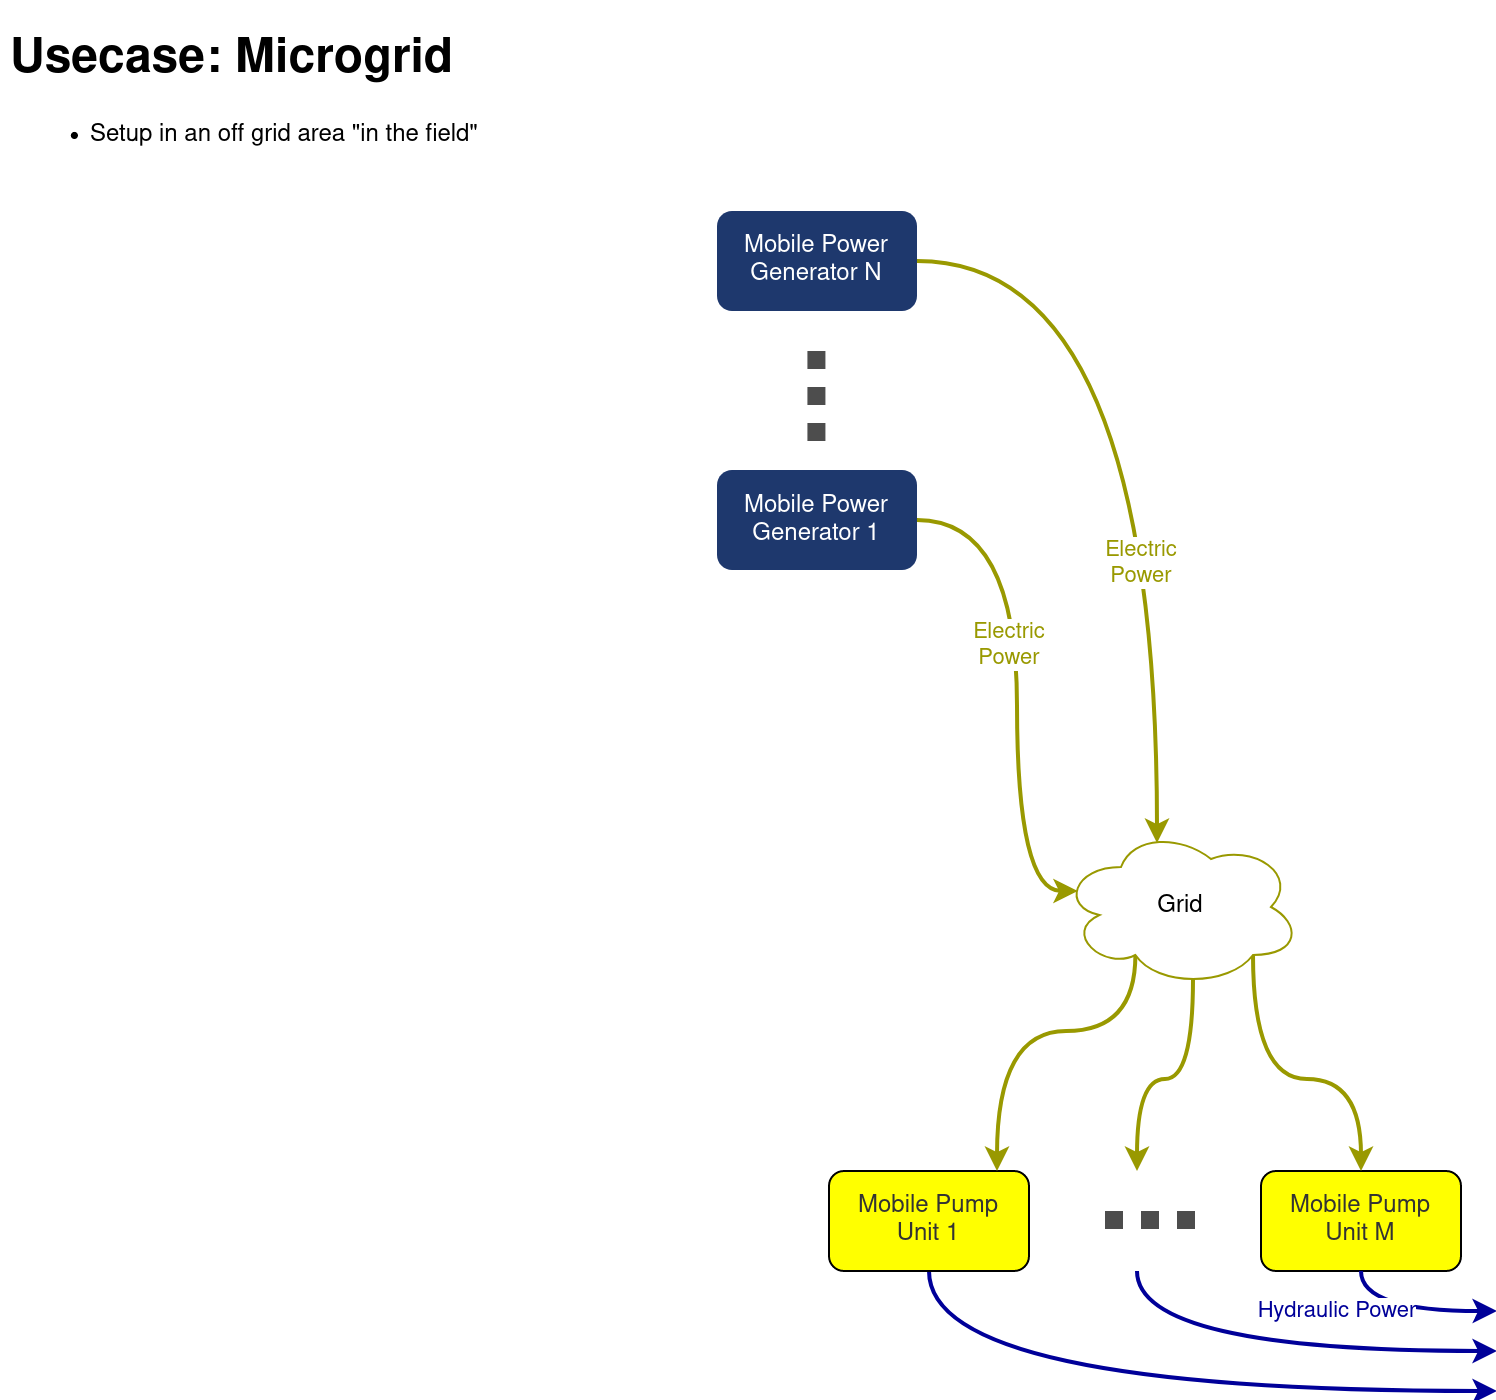 Usecase: Microgrid
• Setup in an off grid area "in the field"
Mobile Power
Generator N
Mobile Power
Generator 1
Electric
Power
Electric
Power
Grid
Mobile Pump
Unit 1
Mobile Pump
Unit M
Hydraulic Power